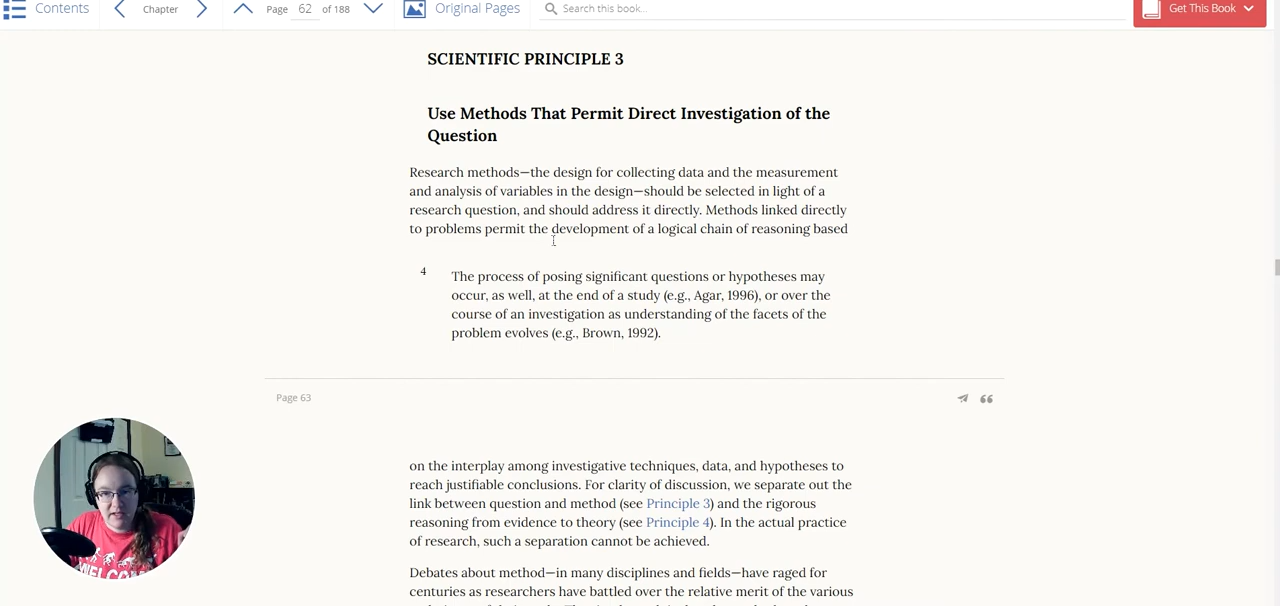 Contents
Chapter
Page 62 of 188
Original Pages
Search this book...
Get This Book
SCIENTIFIC PRINCIPLE 3
Use Methods That Permit Direct Investigation of the
Question
Research methods—the design for collecting data and the measurement
and analysis of variables in the design—should be selected in light of a
research question, and should address it directly. Methods linked directly
to problems permit the development of a logical chain of reasoning based
4
The process of posing significant questions or hypotheses may
occur, as well, at the end of a study (e.g., Agar, 1996), or over the
course of an investigation as understanding of the facets of the
problem evolves (e.g., Brown, 1992).
Page 63
on the interplay among investigative techniques, data, and hypotheses to
reach justifiable conclusions. For clarity of discussion, we separate out the
link between question and method (see Principle 3) and the rigorous
reasoning from evidence to theory (see Principle 4). In the actual practice
of research, such a separation cannot be achieved.
Debates about method—in many disciplines and fields—have raged for
centuries as researchers have battled over the relative merit of the various
WELCOM